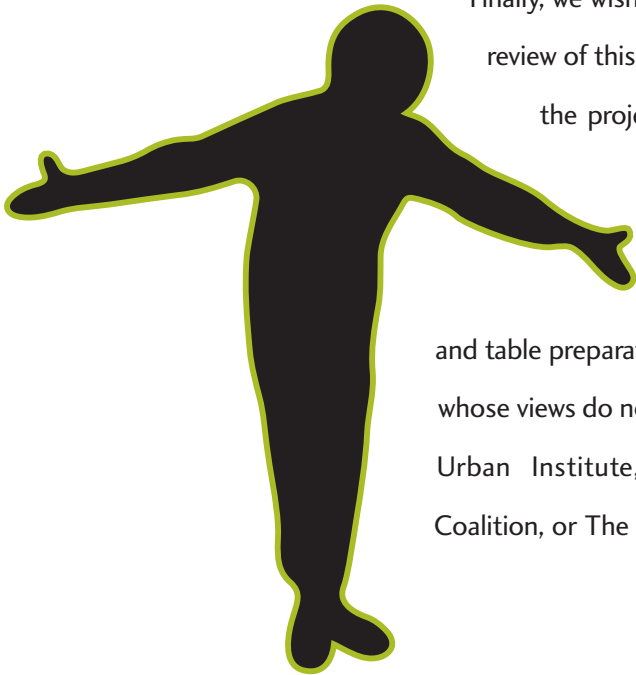 Finally, we wish
review of this
the proje
and table prepara
whose views do no
Urban Institute,
Coalition, or The